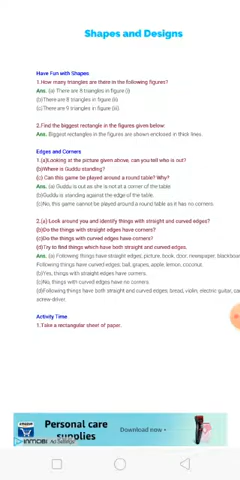 Shapes and Designs
Have Fun with Shapes
1.How many triangles are there in the following figures?
Ans. (a) There are 8 triangles in figure (i)
(b)There are 8 triangles in figure (ii)
(c)There are 9 triangles in figure (iii).
2.Find the biggest rectangle in the figures given below:
Ans. Biggest rectangles in the figures are shown enclosed in thick lines.
Edges and Corners
1.(a)Looking at the picture given above, can you tell who is out?
(b)Where is Guddu standing?
(c) Can this game be played around a round table? Why?
Ans. (a) Guddu is out as she is not at a corner of the table
(b)Guddu is standing against the edge of the table.
(c)No, this game cannot be played around a round table as it has no corners.
2.(a) Look around you and identify things with straight and curved edges?
(b)Do the things with straight edges have corners?
(c)Do the things with curved edges have corners?
(d)Try to find things which have both straight and curved edges.
Ans. (a) Following things have straight edges; picture, book, door, newspaper, blackboar
Following things have curved edges; ball, grapes, apple, lemon, coconut.
(b)Yes, things with straight edges have corners.
(c)No, things with curved edges have no corners.
(d)Following things have both straight and curved edges; bread, violin, electric guitar, ca
screw-driver.
Activity Time
1.Take a rectangular sheet of paper.
Personal care
supplies
Download now
INMOBI Ad Settings